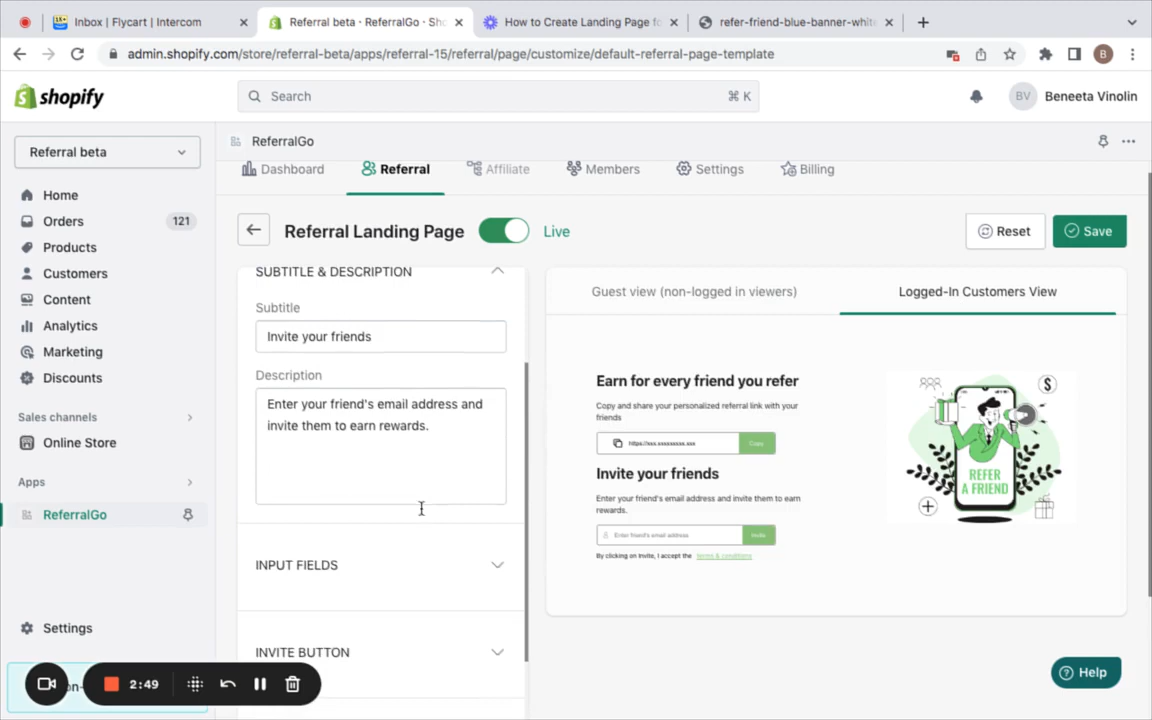 Inbox | Flycart | Intercom
Referral beta · ReferralGo · Sho
How to Create Landing Page fo
refer-friend-blue-banner-white
admin.shopify.com/store/referral-beta/apps/referral-15/referral/page/customize/default-referral-page-template
B
shopify
Search
⌘ K
BV
Beneeta Vinolin
Referral beta
Home
Orders
121
Products
Customers
Content
Analytics
Marketing
Discounts
Sales channels
Online Store
Apps
ReferralGo
Settings
2:49
ReferralGo
Dashboard
Referral
Affiliate
Members
Settings
Billing
Referral Landing Page
Live
Reset
Save
SUBTITLE & DESCRIPTION
Subtitle
Invite your friends
Description
Enter your friend's email address and
invite them to earn rewards.
INPUT FIELDS
INVITE BUTTON
Guest view (non-logged in viewers)
Logged-In Customers View
Earn for every friend you refer
Copy and share your personalized referral link with your
friends
Copy
Invite your friends
Enter your friend's email address and invite them to earn
rewards.
Enter friend's email address
Invite
By clicking on Invite, I accept the terms & conditions
$
REFER
A FRIEND
Help